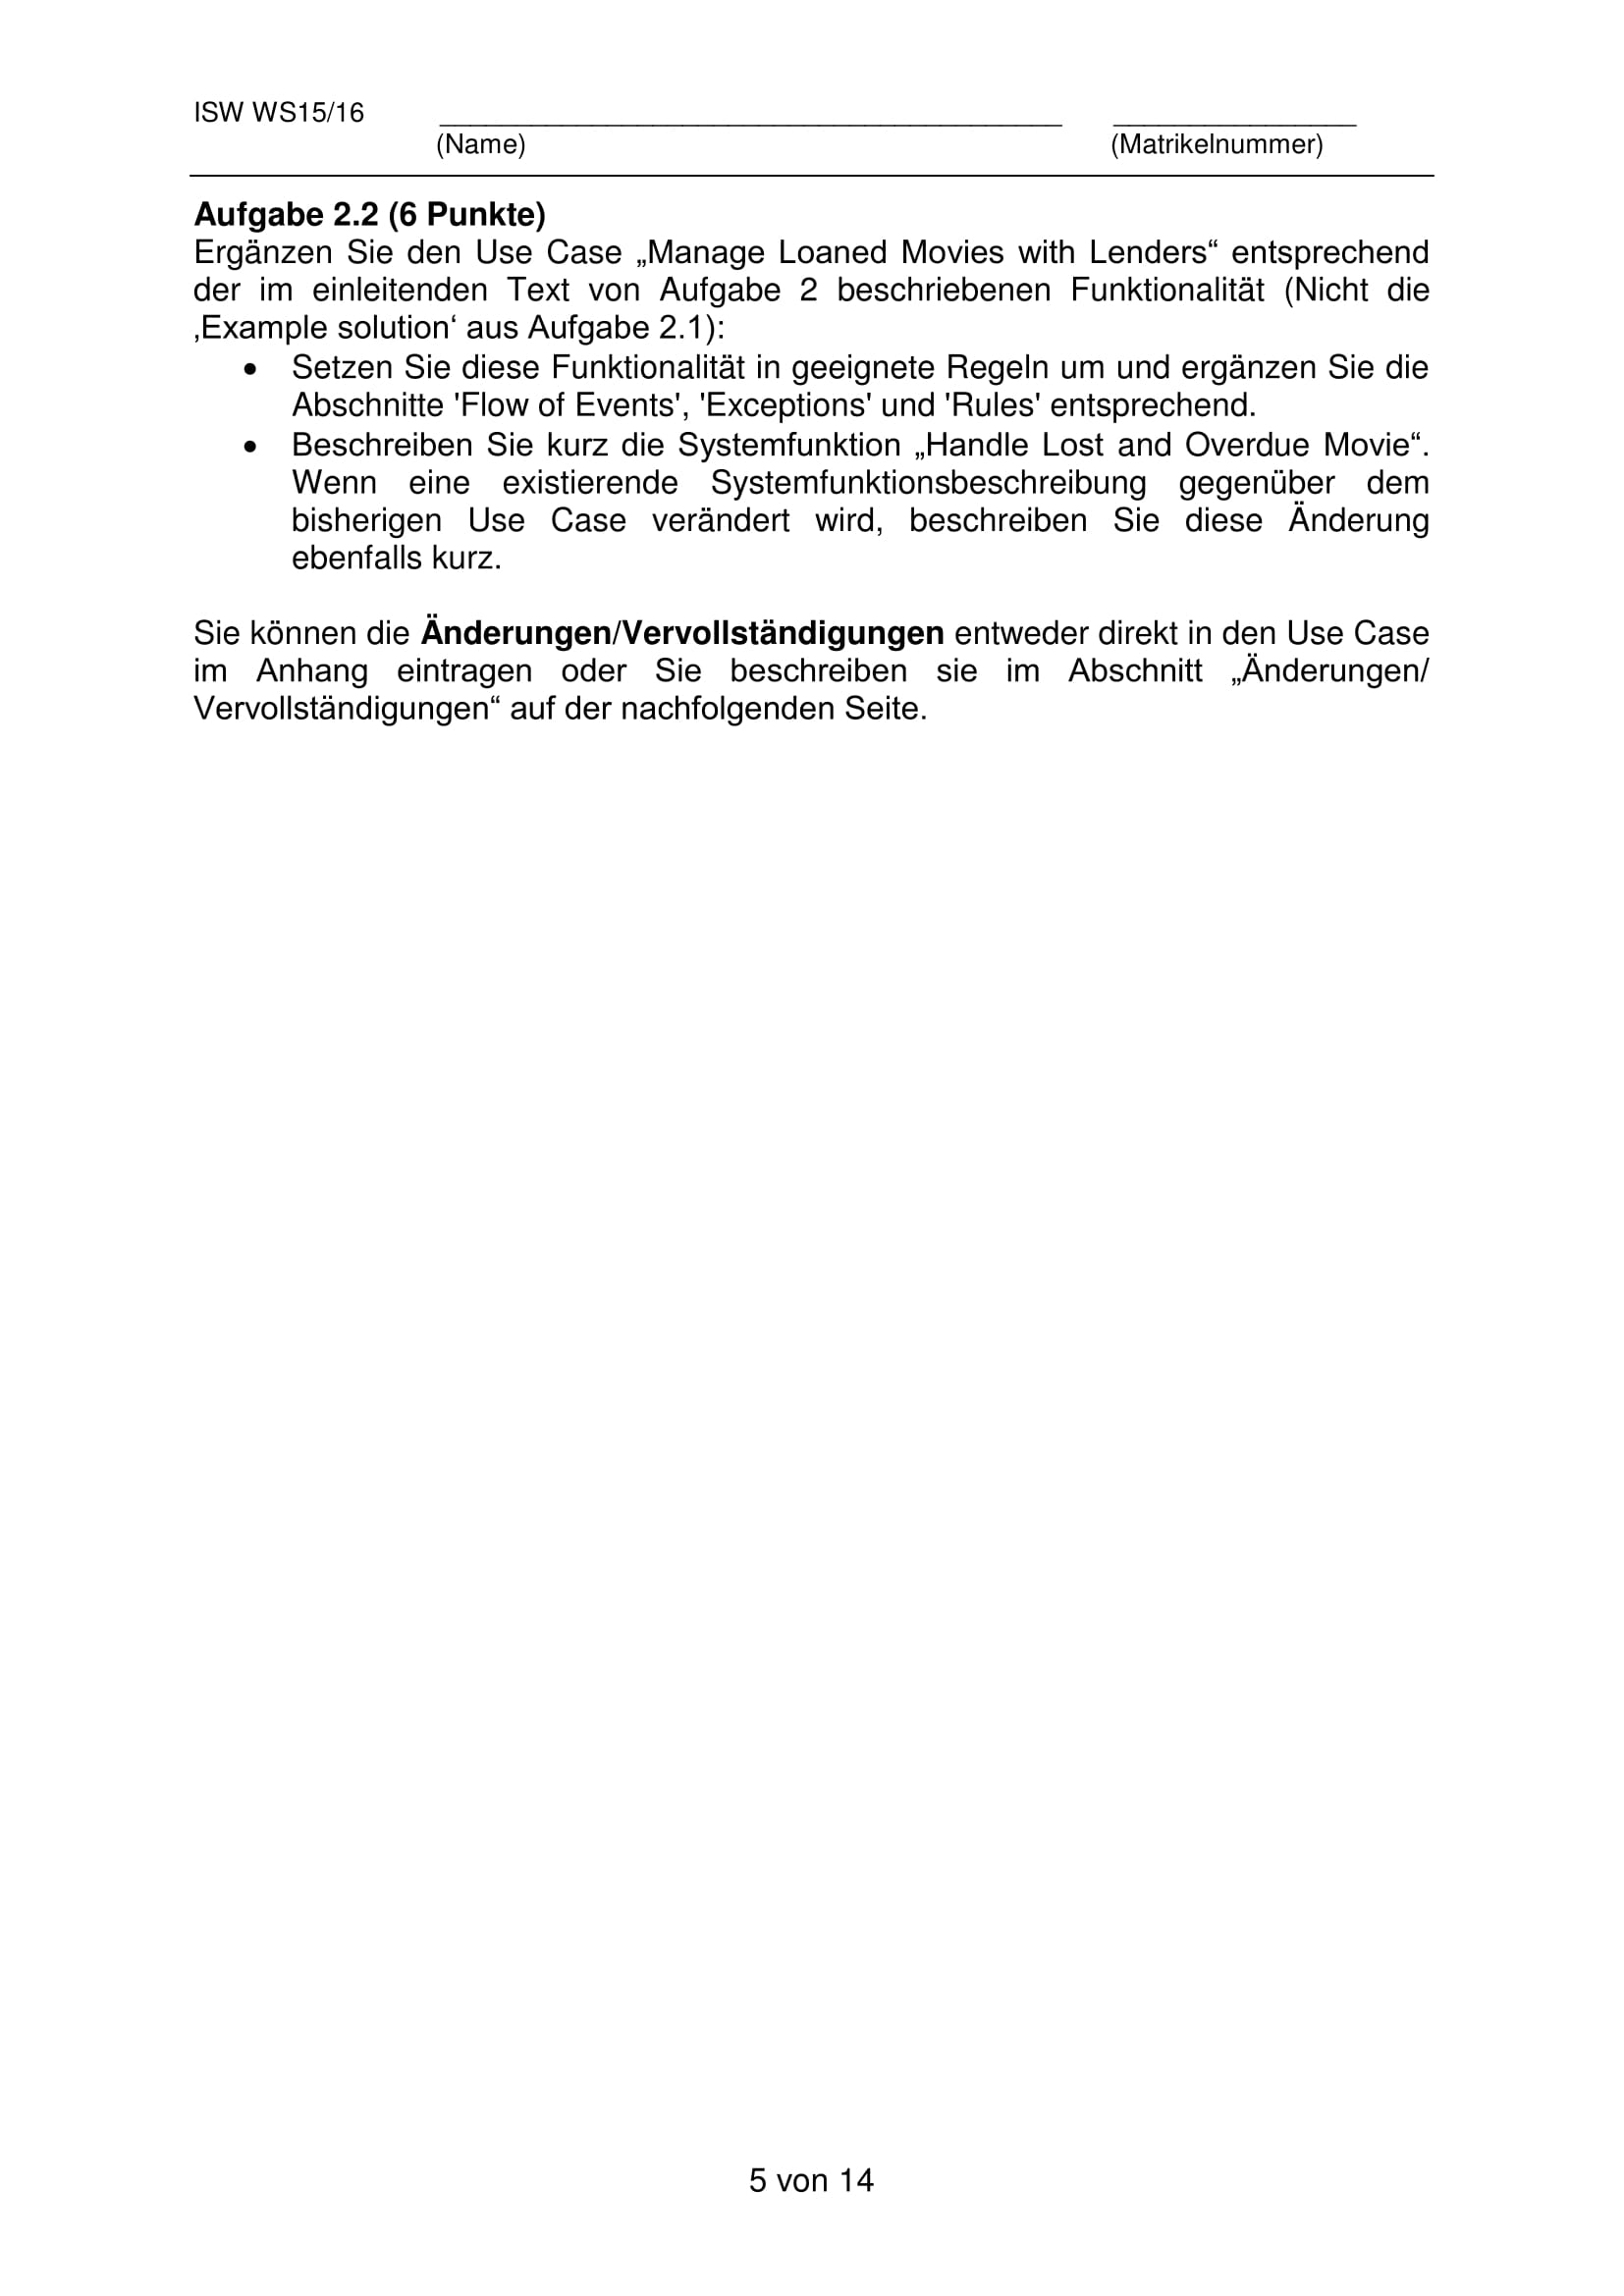 ISW WS15/16
(Name) (Matrikelnummer)
Aufgabe 2.2 (6 Punkte)
Ergänzen Sie den Use Case „Manage Loaned Movies with Lenders“ entsprechend
der im einleitenden Text von Aufgabe 2 beschriebenen Funktionalität (Nicht die
‚Example solution‘ aus Aufgabe 2.1):
• Setzen Sie diese Funktionalität in geeignete Regeln um und ergänzen Sie die
Abschnitte 'Flow of Events', 'Exceptions' und 'Rules' entsprechend.
• Beschreiben Sie kurz die Systemfunktion „Handle Lost and Overdue Movie“.
Wenn eine existierende Systemfunktionsbeschreibung gegenüber dem
bisherigen Use Case verändert wird, beschreiben Sie diese Änderung
ebenfalls kurz.
Sie können die Änderungen/Vervollständigungen entweder direkt in den Use Case
im Anhang eintragen oder Sie beschreiben sie im Abschnitt „Änderungen/
Vervollständigungen“ auf der nachfolgenden Seite.
5 von 14